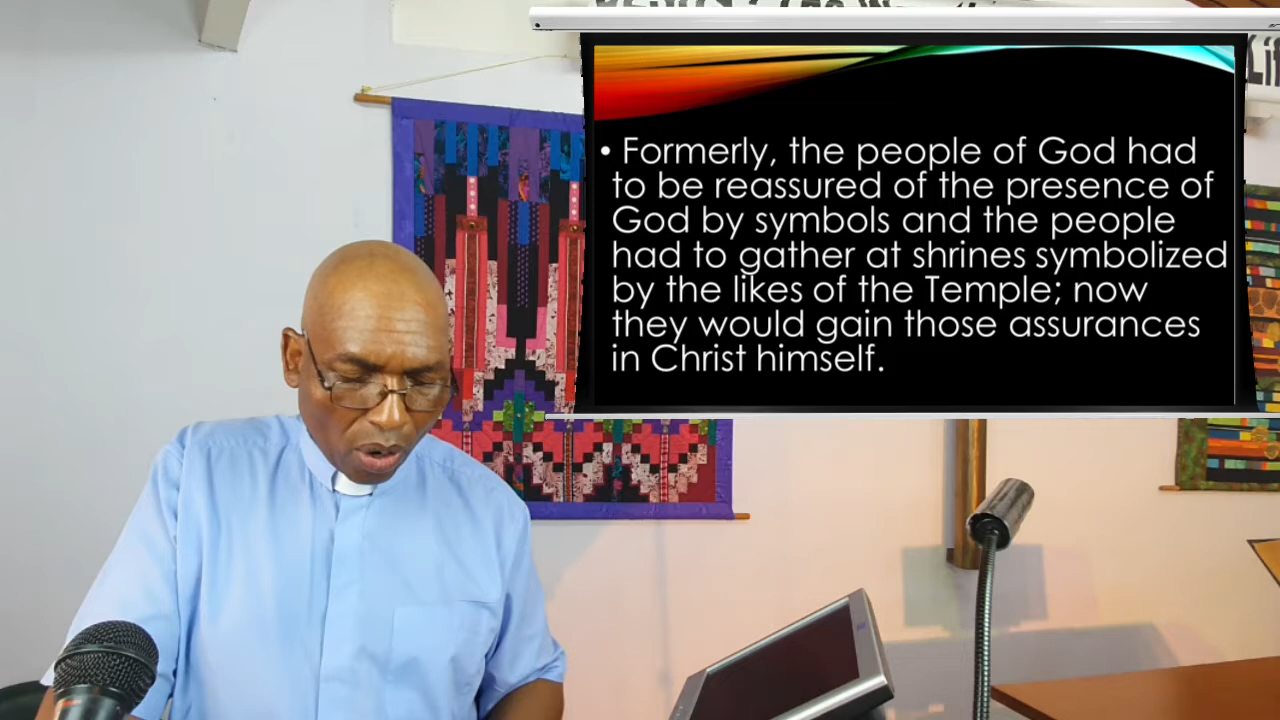 • Formerly, the people of God had
to be reassured of the presence of
God by symbols and the people
had to gather at shrines symbolized
by the likes of the Temple; now
they would gain those assurances
in Christ himself.